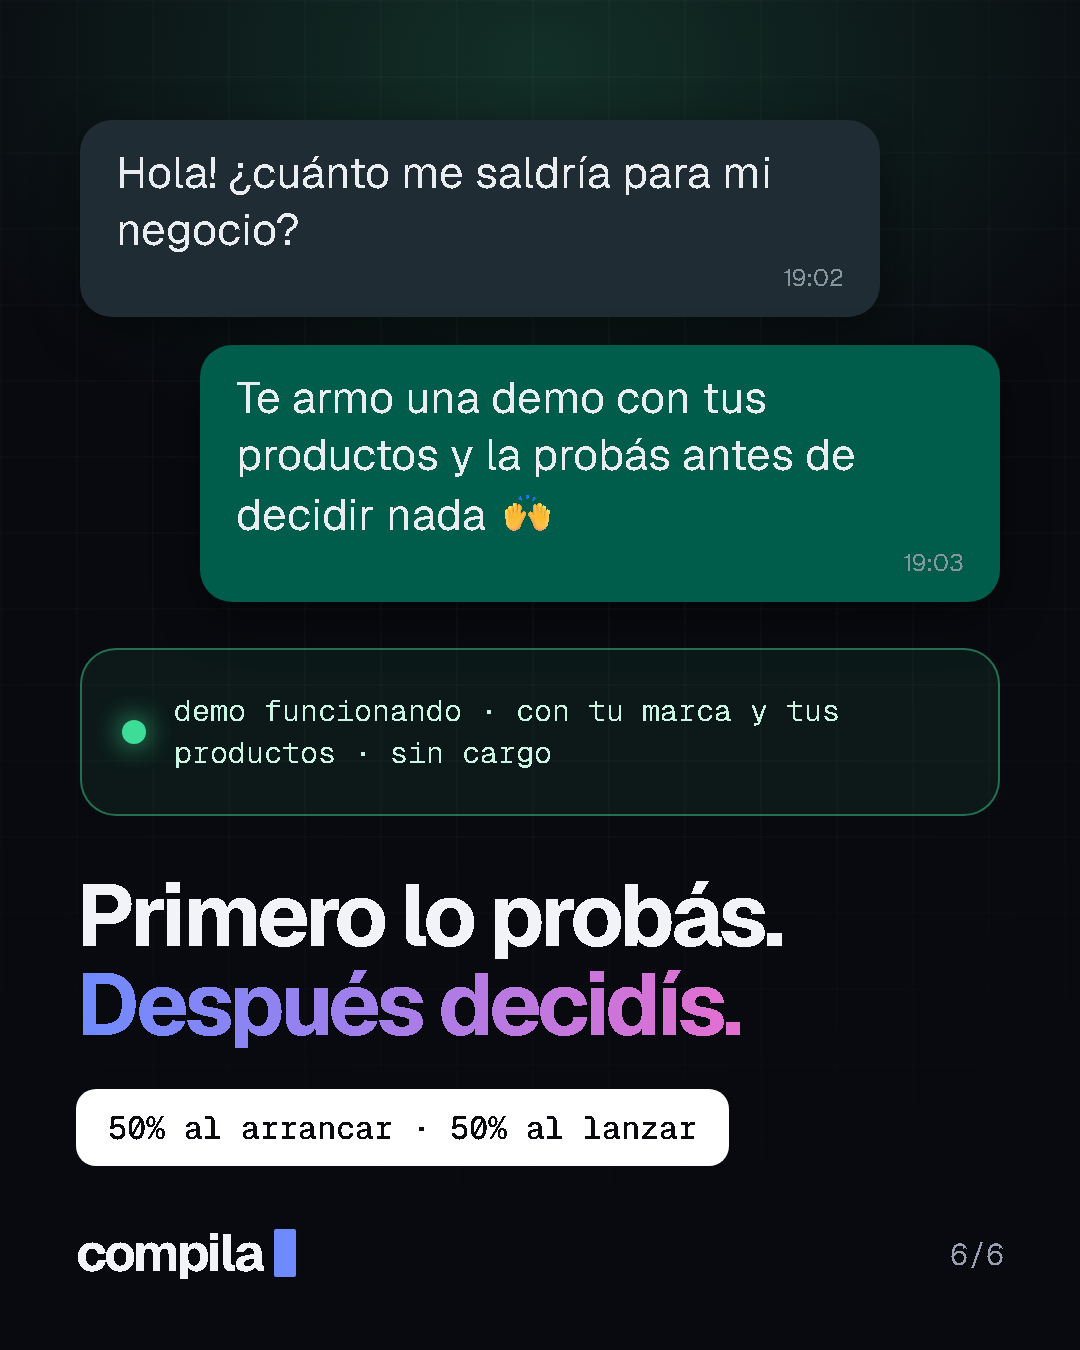 Hola! ¿cuánto me saldría para mi
negocio?
19:02
Te armo una demo con tus
productos y la probás antes de
decidir nada 🙌
19:03
demo funcionando · con tu marca y tus
productos · sin cargo
Primero lo probás.
Después decidís.
50% al arrancar · 50% al lanzar
compila
6/6